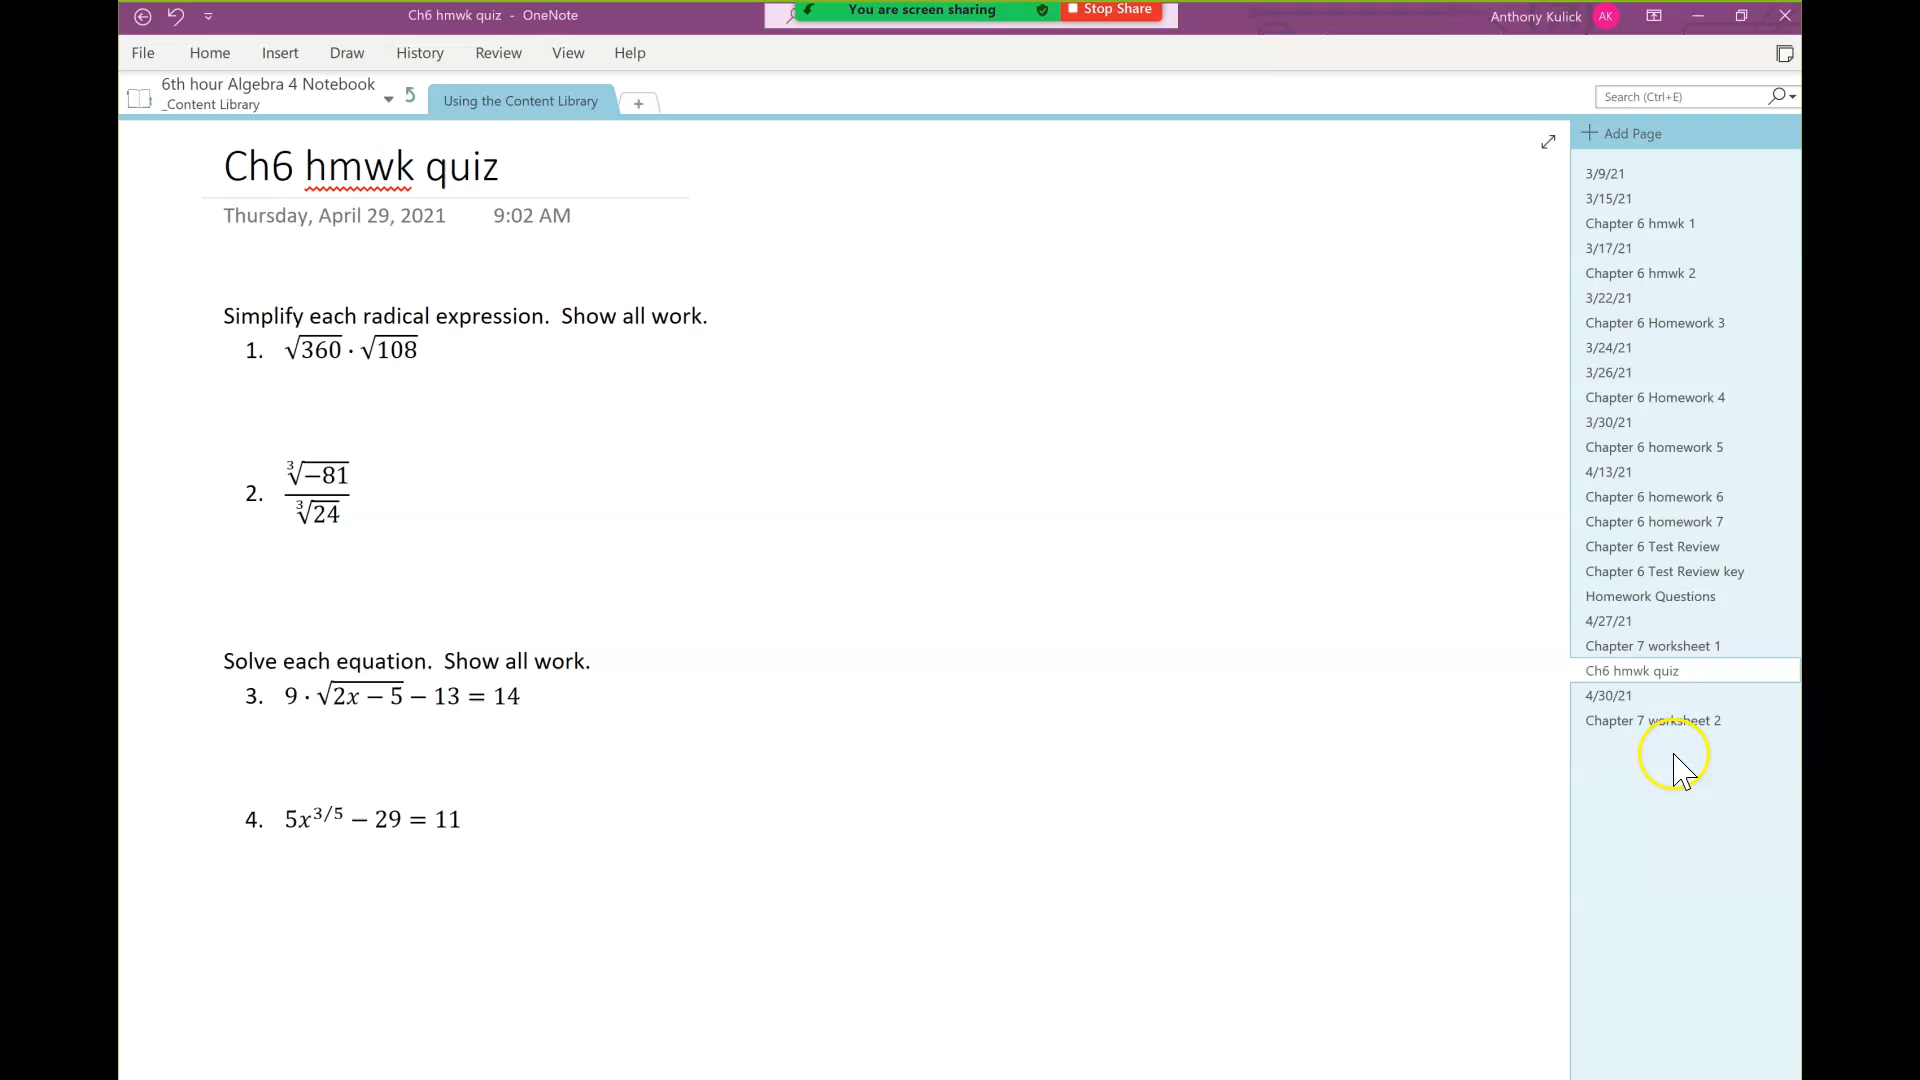 Ch6 hmwk quiz - OneNote
You are screen sharing
Stop Share
Anthony Kulick
AK
File Home Insert Draw History Review View Help
6th hour Algebra 4 Notebook
_Content Library
Using the Content Library
+
Search (Ctrl+E)
Add Page
Ch6 hmwk quiz
Thursday, April 29, 2021 9:02 AM
Simplify each radical expression. Show all work.
1. √360 · √108
2. ∛−81 / ∛24
Solve each equation. Show all work.
3. 9 · √(2x − 5) − 13 = 14
4. 5x^3/5 − 29 = 11
3/9/21
3/15/21
Chapter 6 hmwk 1
3/17/21
Chapter 6 hmwk 2
3/22/21
Chapter 6 Homework 3
3/24/21
3/26/21
Chapter 6 Homework 4
3/30/21
Chapter 6 homework 5
4/13/21
Chapter 6 homework 6
Chapter 6 homework 7
Chapter 6 Test Review
Chapter 6 Test Review key
Homework Questions
4/27/21
Chapter 7 worksheet 1
Ch6 hmwk quiz
4/30/21
Chapter 7 worksheet 2